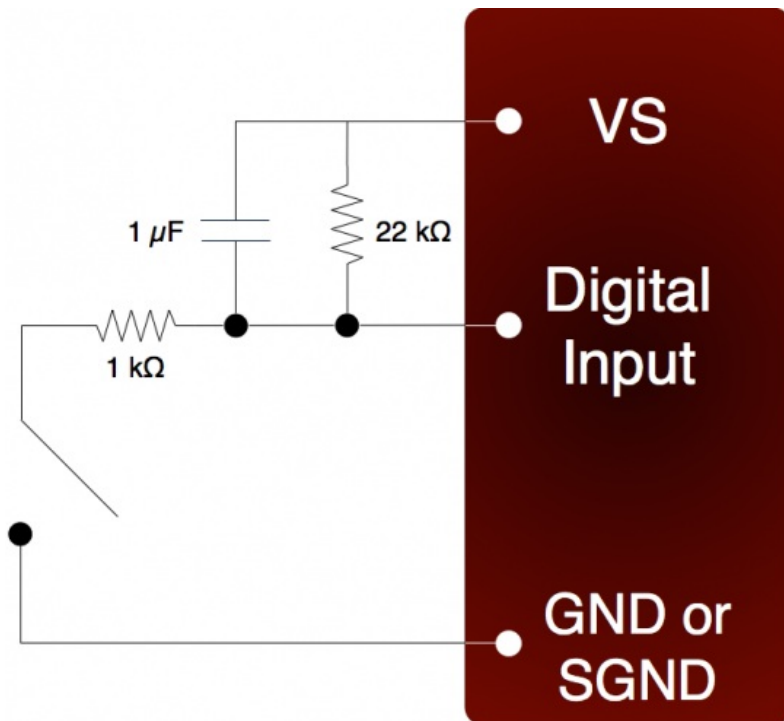 VS
1 µF
22 kΩ
Digital
Input
1 kΩ
GND or
SGND